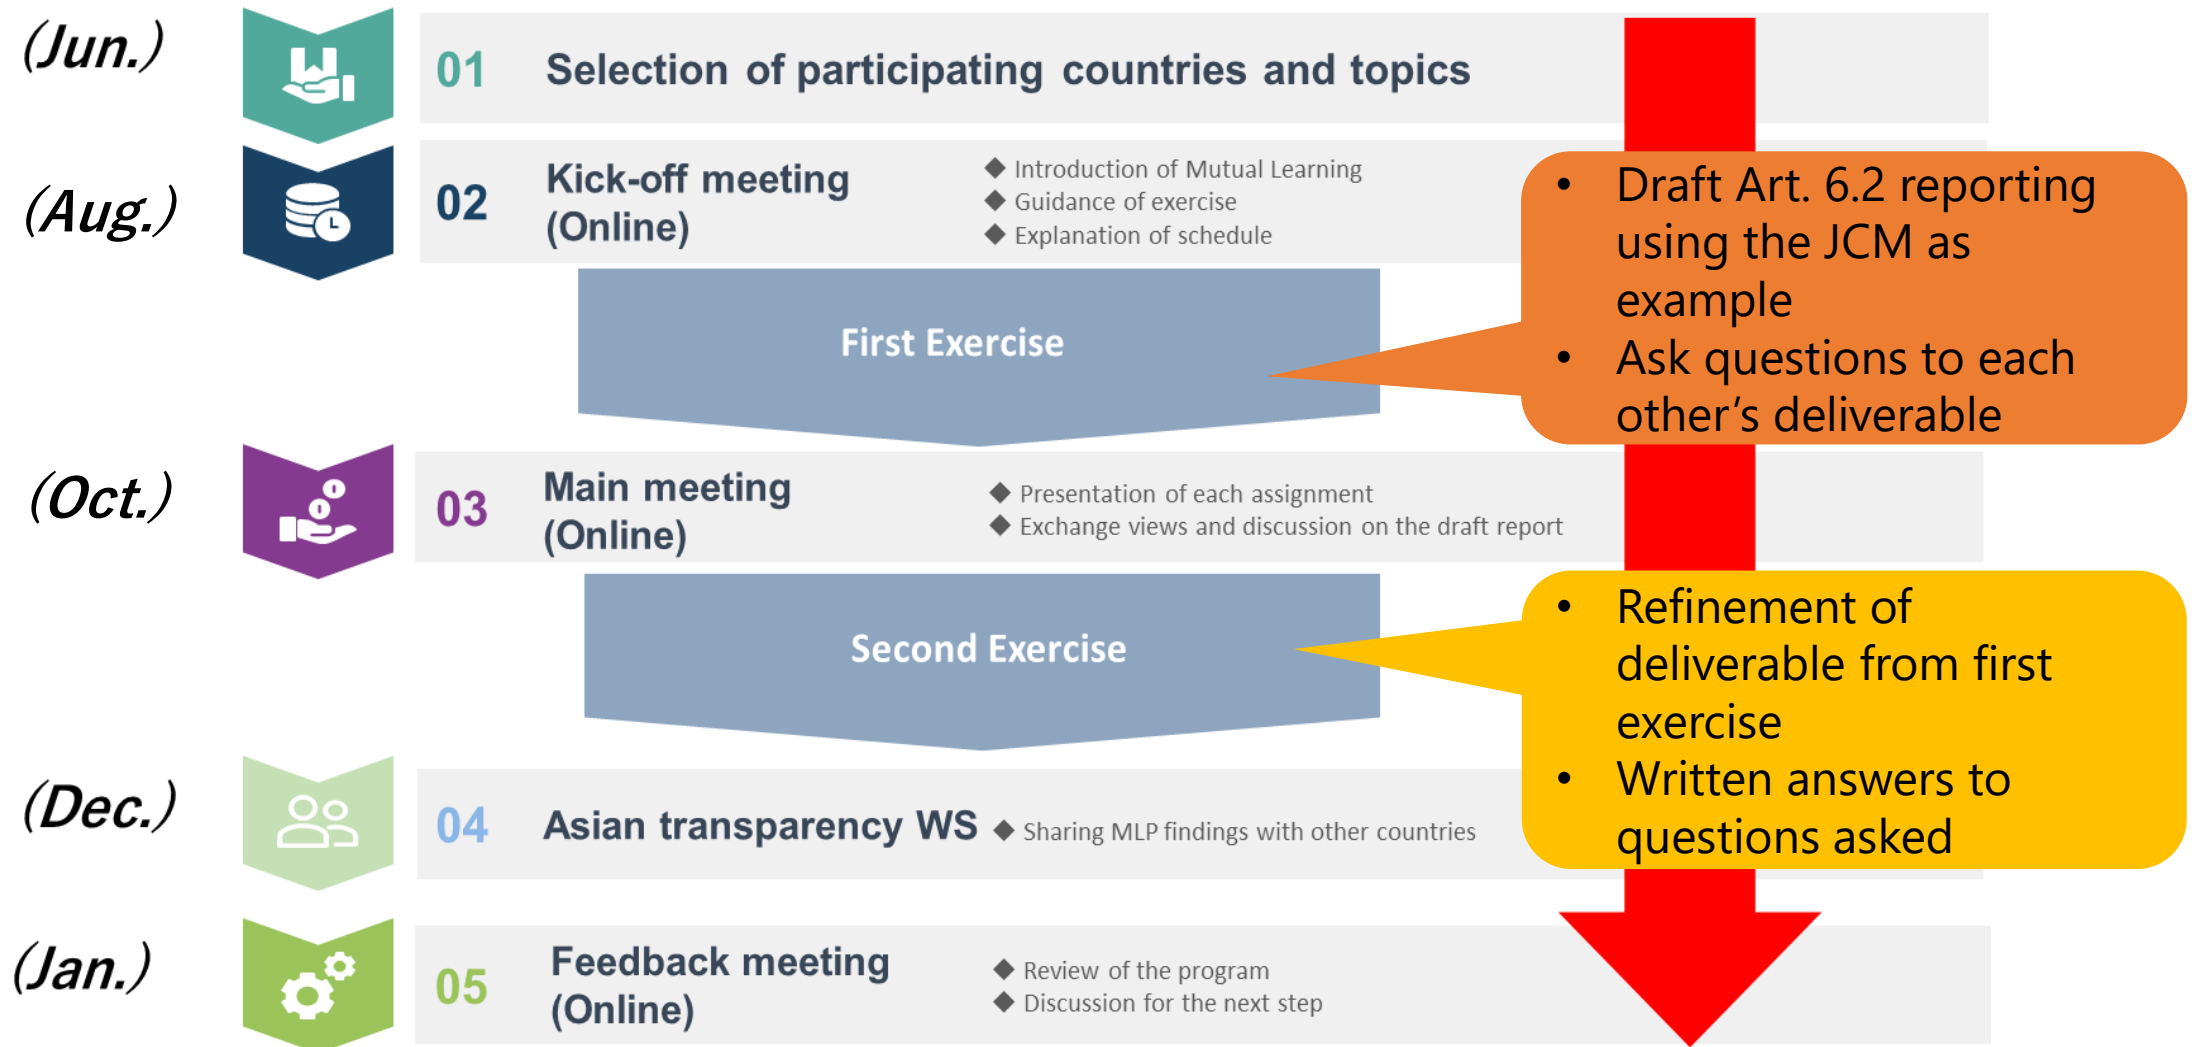 (Jun.)
01 Selection of participating countries and topics
(Aug.)
02 Kick-off meeting
(Online)
◆ Introduction of Mutual Learning
◆ Guidance of exercise
◆ Explanation of schedule
First Exercise
• Draft Art. 6.2 reporting
using the JCM as
example
• Ask questions to each
other’s deliverable
(Oct.)
03 Main meeting
(Online)
◆ Presentation of each assignment
◆ Exchange views and discussion on the draft report
Second Exercise
• Refinement of
deliverable from first
exercise
• Written answers to
questions asked
(Dec.)
04 Asian transparency WS
◆ Sharing MLP findings with other countries
(Jan.)
05 Feedback meeting
(Online)
◆ Review of the program
◆ Discussion for the next step